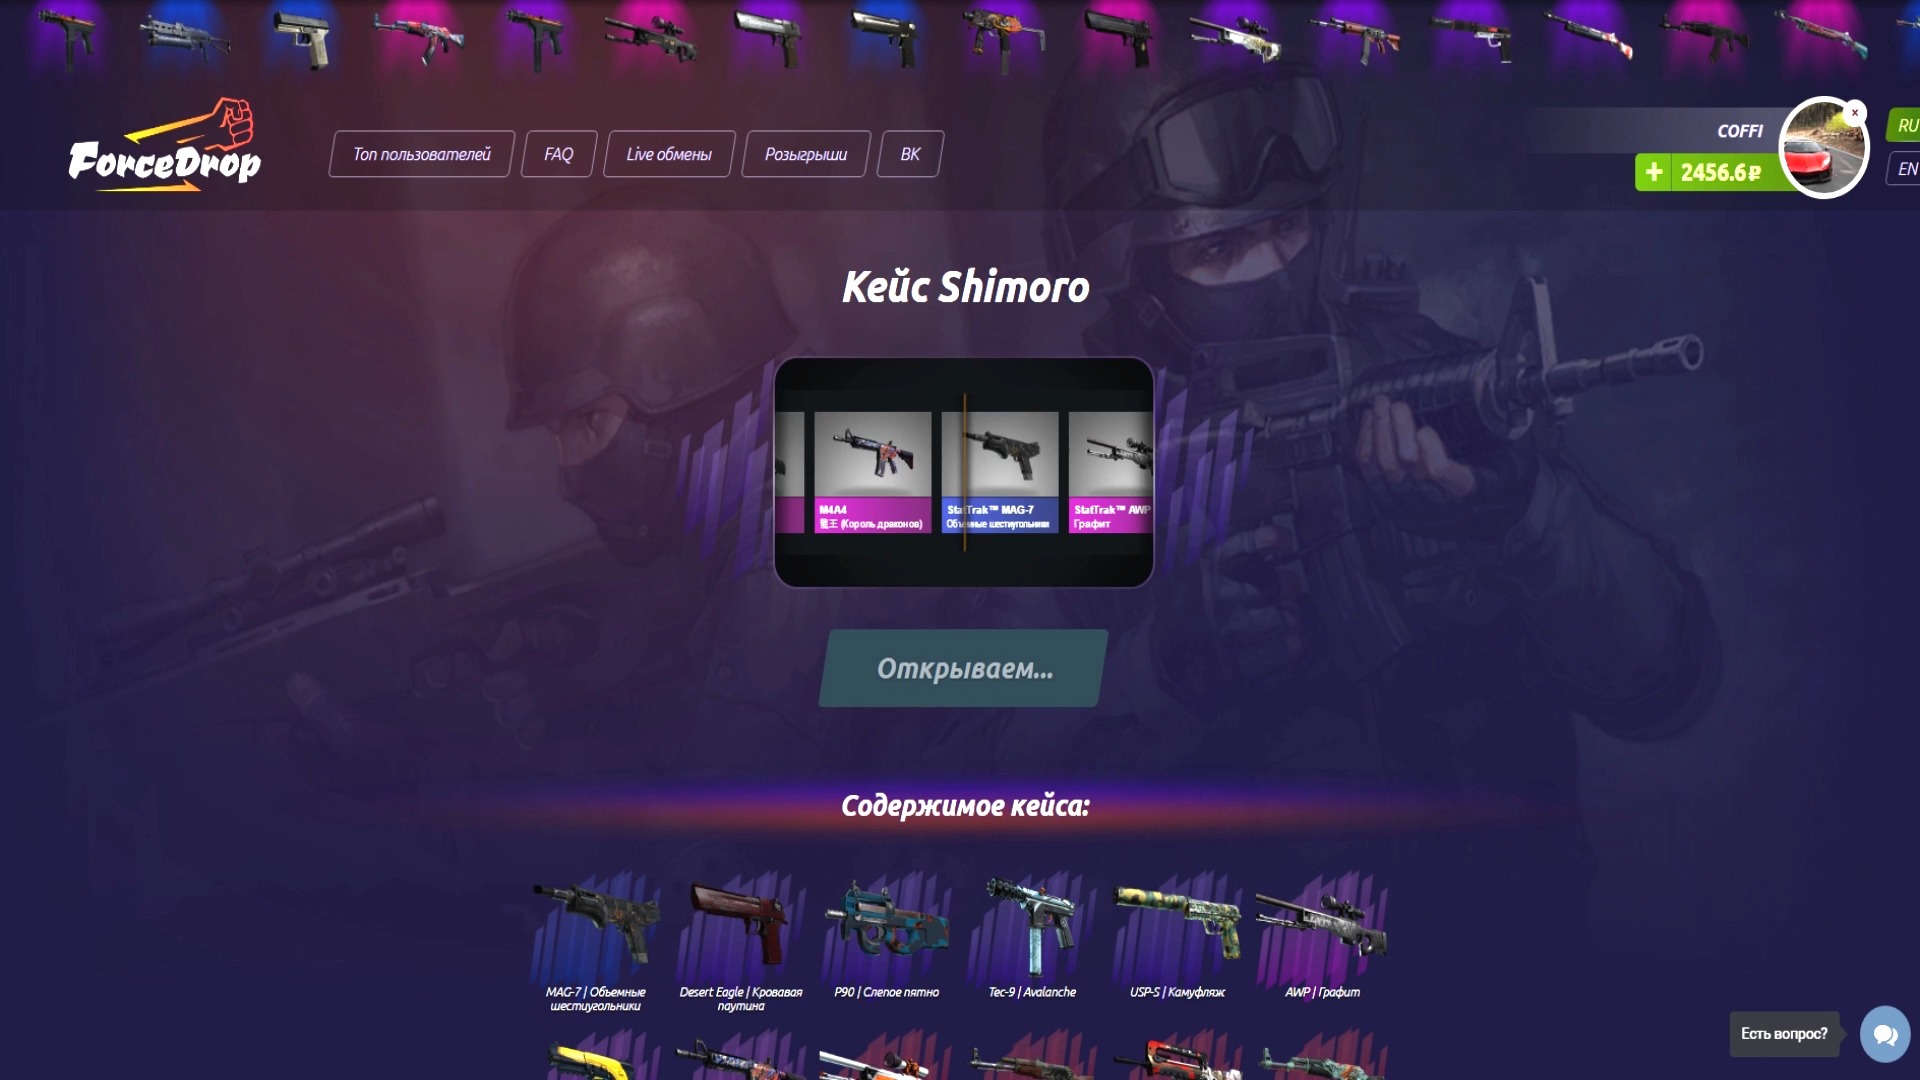 ForceDrop
Топ пользователей
FAQ
Live обмены
Розыгрыши
ВК
COFFI
+ 2456.6₽
x
RU
EN
Кейс Shimoro
M4A4
龍王 (Король драконов)
StatTrak™ MAG-7
Объемные шестиугольники
StatTrak™ AWP
Графит
Открываем...
Содержимое кейса:
MAG-7 | Объемные
шестиугольники
Desert Eagle | Кровавая
паутина
P90 | Слепое пятно
Tec-9 | Avalanche
USP-S | Камуфляж
AWP | Графит
Есть вопрос?